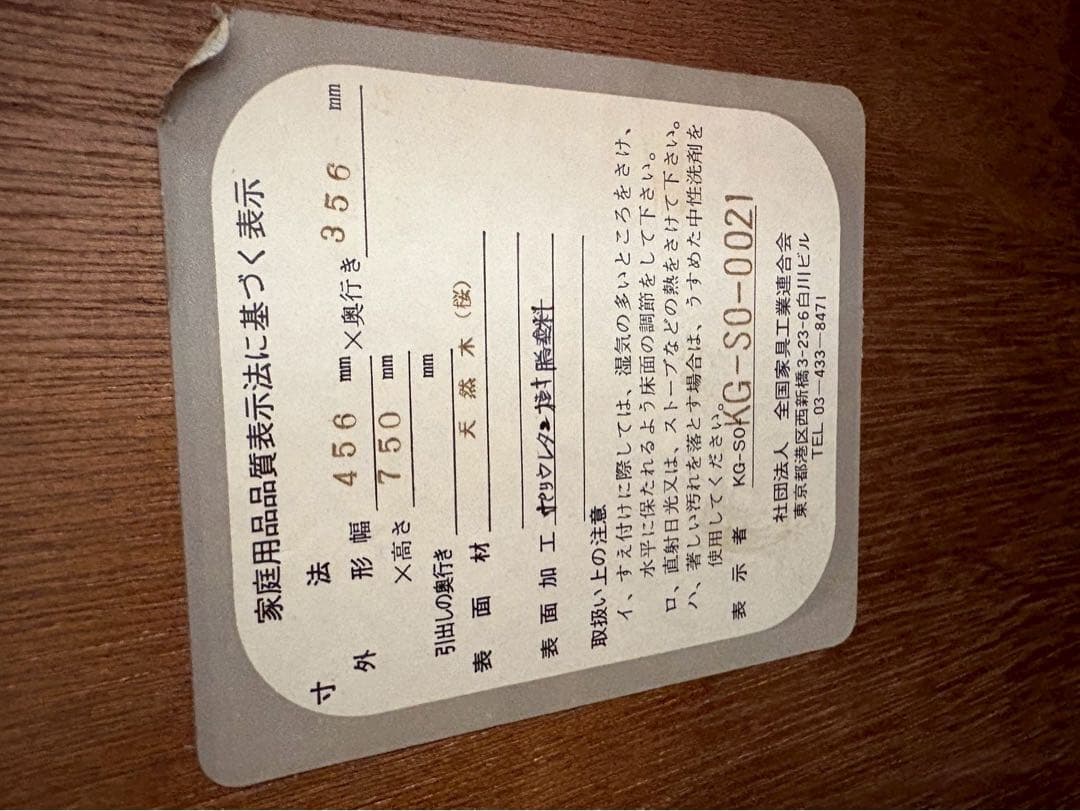 家庭用品品質表示法に基づく表示
寸法
外形幅 456 mm×奥行き 356 mm
×高さ 750 mm
引出しの奥行き mm
表面材 天然木(桜)
表面加工 ポリウレタン樹脂塗料
取扱い上の注意
イ、すえ付けに際しては、湿気の多いところをさけ、
水平に保たれるよう床面の調節をして下さい。
ロ、直射日光又は、ストーブなどの熱をさけて下さい。
ハ、著しい汚れを落とす場合は、うすめた中性洗剤を
使用してください。
表示者 KG-SO KG-SO-0021
社団法人 全国家具工業連合会
東京都港区西新橋3-23-6白川ビル
TEL 03―433―8471